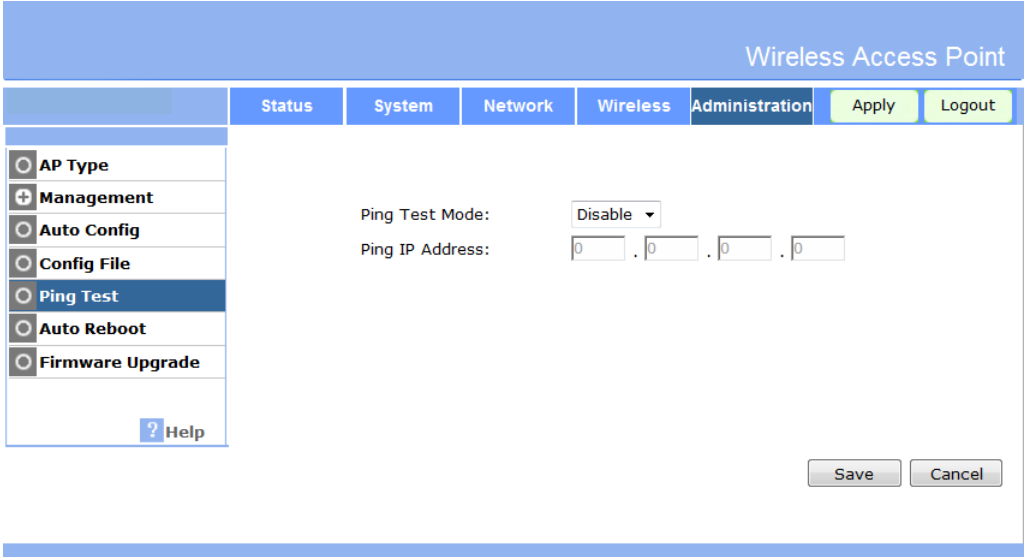 Wireless Access Point
Status System Network Wireless Administration Apply Logout
AP Type
Management
Auto Config
Config File
Ping Test
Auto Reboot
Firmware Upgrade
? Help
Ping Test Mode: Disable
Ping IP Address: 0 . 0 . 0 . 0
Save Cancel